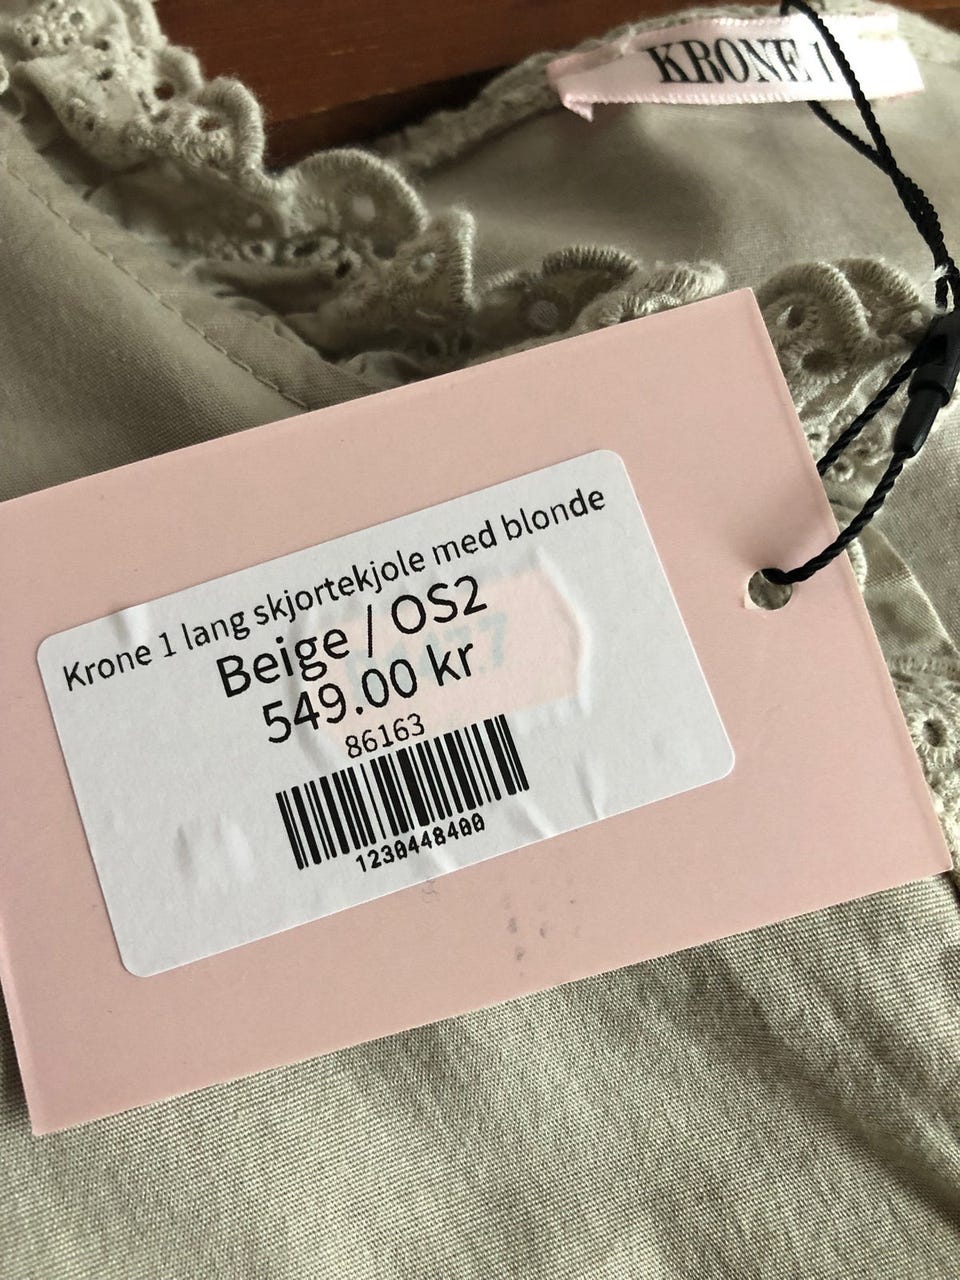 KRONE 1
Krone 1 lang skjortekjole med blonde
Beige / OS2
549.00 kr
86163
1230448400